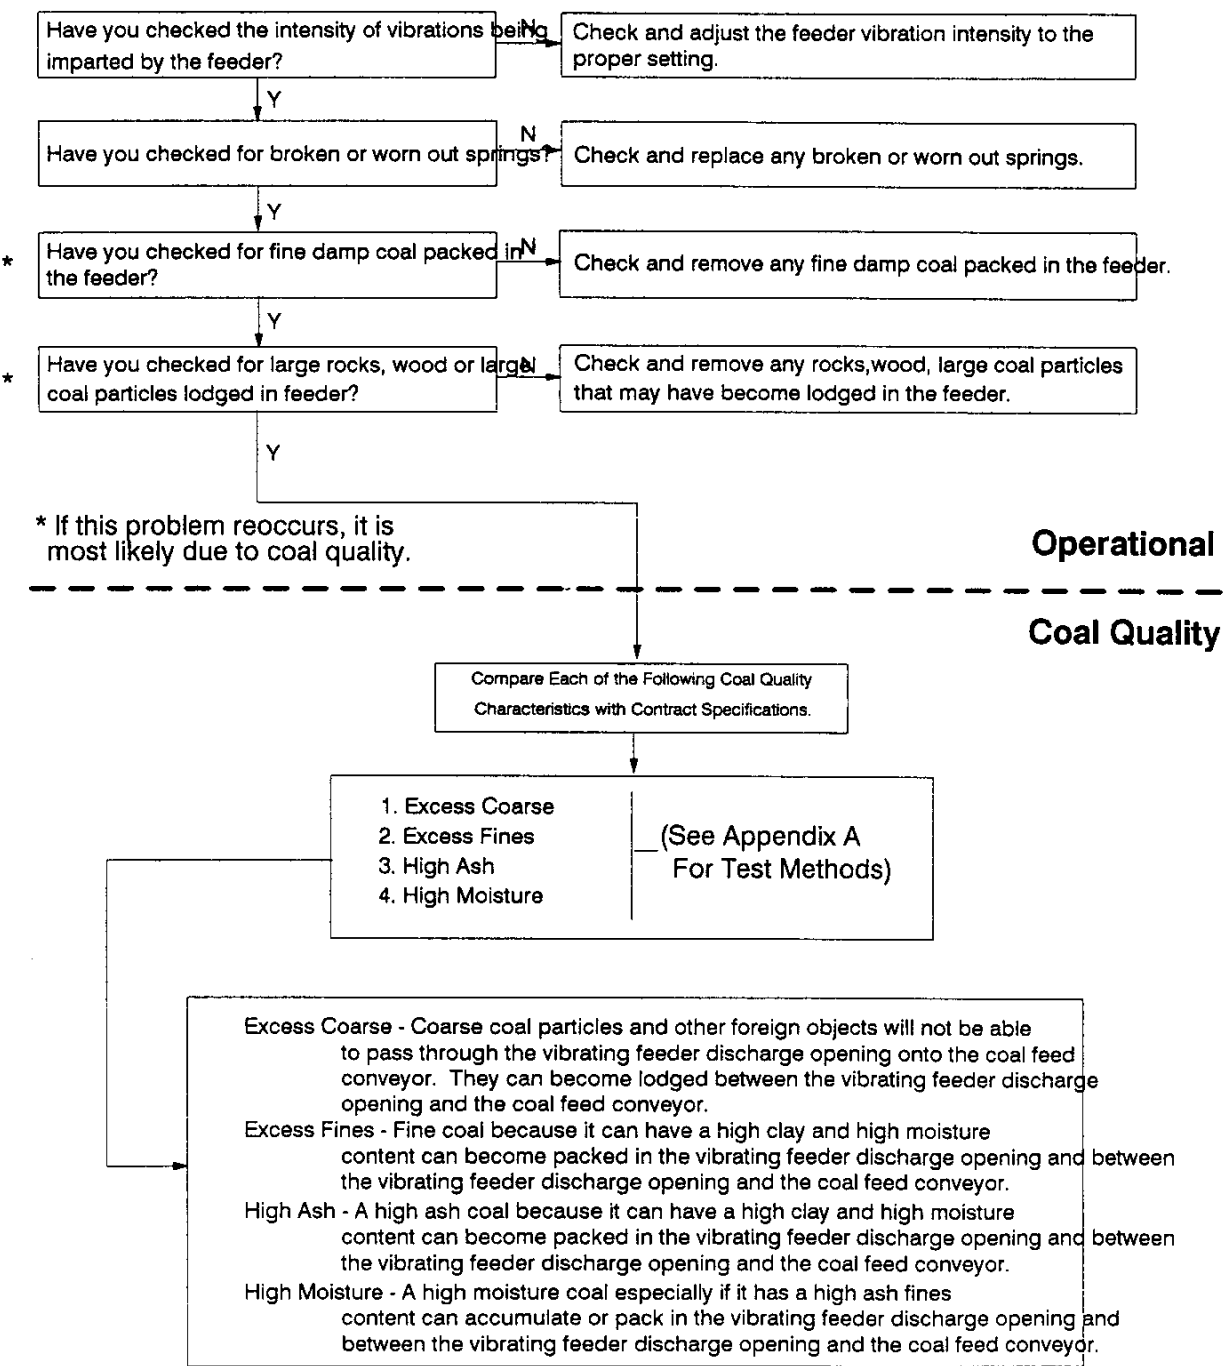 Have you checked the intensity of vibrations being
imparted by the feeder?
N
Check and adjust the feeder vibration intensity to the
proper setting.
Y
Have you checked for broken or worn out springs?
N
Check and replace any broken or worn out springs.
Y
*
Have you checked for fine damp coal packed in
the feeder?
N
Check and remove any fine damp coal packed in the feeder.
Y
*
Have you checked for large rocks, wood or large
coal particles lodged in feeder?
N
Check and remove any rocks,wood, large coal particles
that may have become lodged in the feeder.
Y
* If this problem reoccurs, it is
most likely due to coal quality.
Operational
Coal Quality
Compare Each of the Following Coal Quality
Characteristics with Contract Specifications.
1. Excess Coarse
2. Excess Fines
3. High Ash
4. High Moisture
(See Appendix A
For Test Methods)
Excess Coarse - Coarse coal particles and other foreign objects will not be able
to pass through the vibrating feeder discharge opening onto the coal feed
conveyor. They can become lodged between the vibrating feeder discharge
opening and the coal feed conveyor.
Excess Fines - Fine coal because it can have a high clay and high moisture
content can become packed in the vibrating feeder discharge opening and between
the vibrating feeder discharge opening and the coal feed conveyor.
High Ash - A high ash coal because it can have a high clay and high moisture
content can become packed in the vibrating feeder discharge opening and between
the vibrating feeder discharge opening and the coal feed conveyor.
High Moisture - A high moisture coal especially if it has a high ash fines
content can accumulate or pack in the vibrating feeder discharge opening and
between the vibrating feeder discharge opening and the coal feed conveyor.